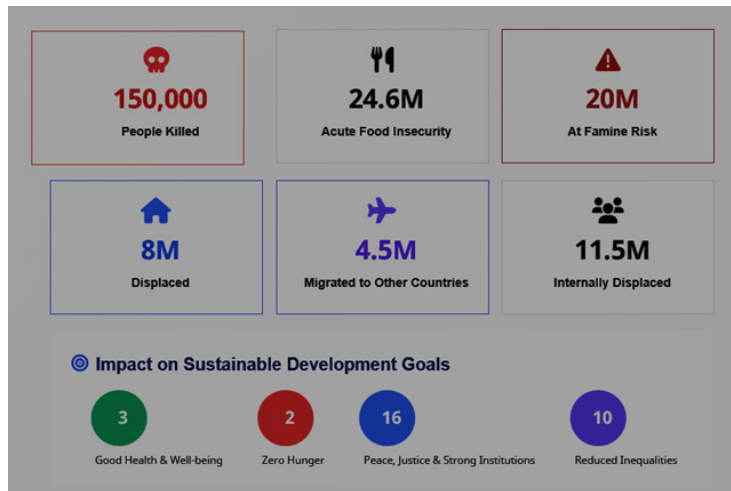 150,000
People Killed
24.6M
Acute Food Insecurity
20M
At Famine Risk
8M
Displaced
4.5M
Migrated to Other Countries
11.5M
Internally Displaced
Impact on Sustainable Development Goals
3
Good Health & Well-being
2
Zero Hunger
16
Peace, Justice & Strong Institutions
10
Reduced Inequalities